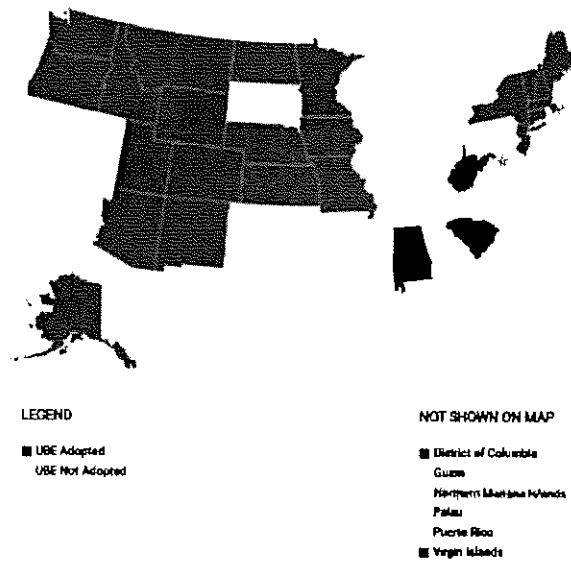 LEGEND
UBE Adopted
UBE Not Adopted
NOT SHOWN ON MAP
District of Columbia
Guam
Northern Mariana Islands
Palau
Puerto Rico
Virgin Islands